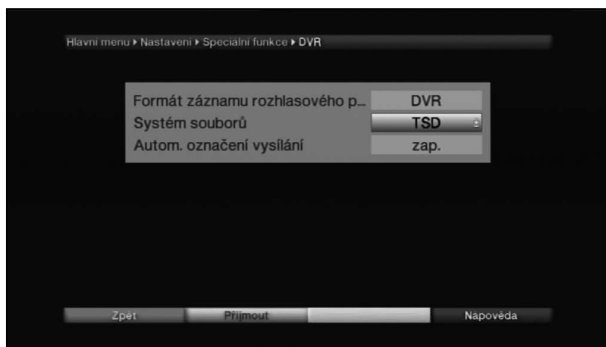 Hlavní menu ▸ Nastavení ▸ Speciální funkce ▸ DVR
Formát záznamu rozhlasového p... DVR
Systém souborů TSD
Autom. označení vysílání zap.
Zpět Přijmout Nápověda